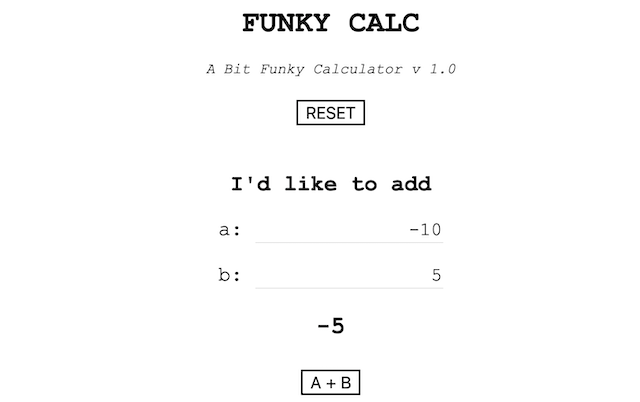 FUNKY CALC
A Bit Funky Calculator v 1.0
RESET
I'd like to add
a: -10
b: 5
-5
A + B